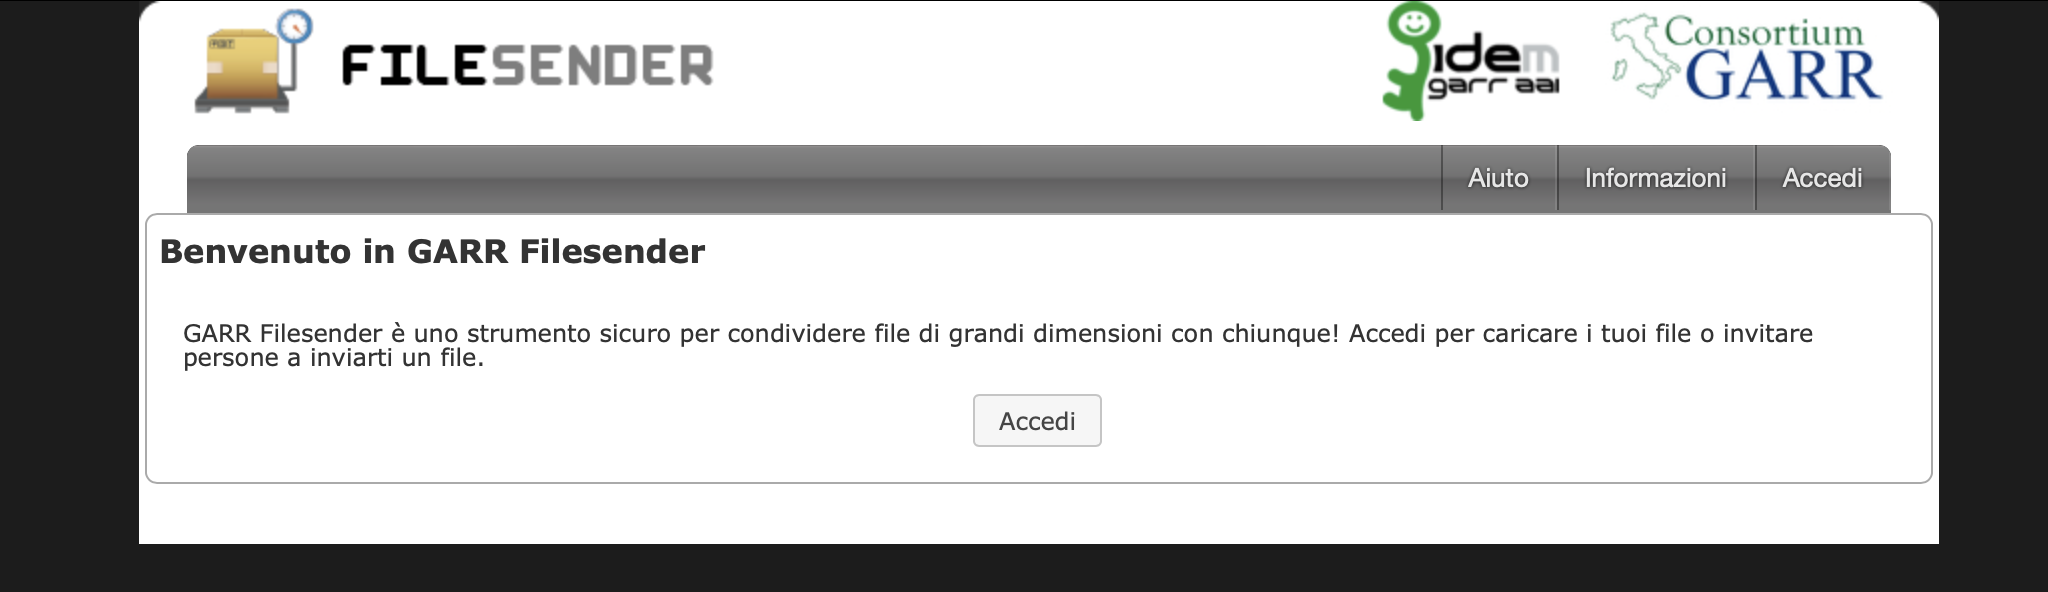 FILESENDER
idem
garr aai
Consortium
GARR
Aiuto
Informazioni
Accedi
Benvenuto in GARR Filesender
GARR Filesender è uno strumento sicuro per condividere file di grandi dimensioni con chiunque! Accedi per caricare i tuoi file o invitare
persone a inviarti un file.
Accedi